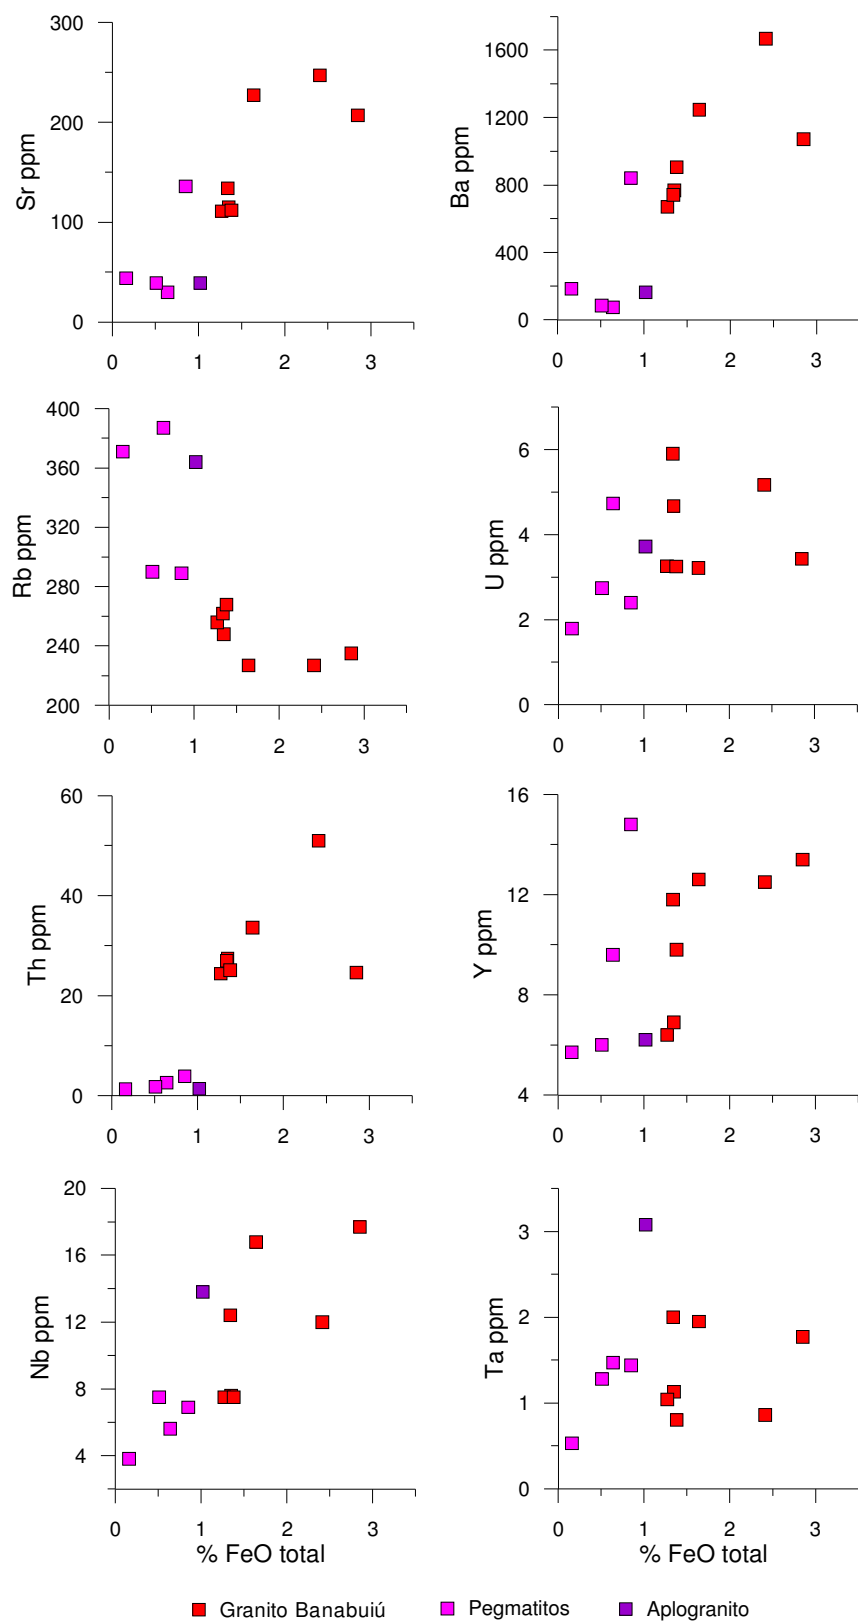 300
200
100
0
Sr ppm
0 1 2 3
1600
1200
800
400
0
Ba ppm
0 1 2 3
400
360
320
280
240
200
Rb ppm
0 1 2 3
6
4
2
0
U ppm
0 1 2 3
60
40
20
0
Th ppm
0 1 2 3
16
12
8
4
Y ppm
0 1 2 3
20
16
12
8
4
Nb ppm
0 1 2 3
% FeO total
3
2
1
0
Ta ppm
0 1 2 3
% FeO total
Granito Banabuiú Pegmatitos Aplogranito